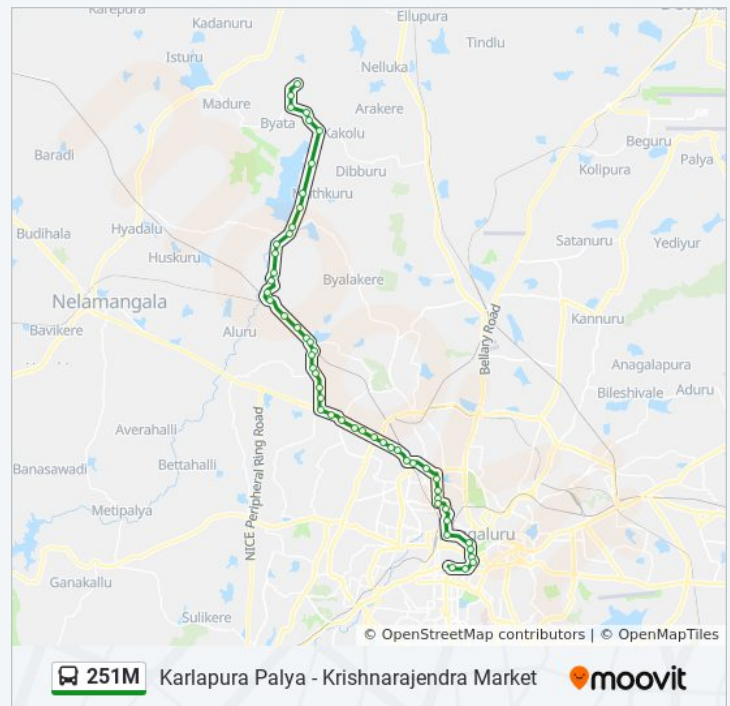 Karepura
Ellupura
Kadanuru
Tindlu
Isturu
Nelluka
Madure
Arakere
Byata
Kakolu
Beguru
Baradi
Palya
Dibburu
Kolipura
Muthkuru
Budihala
Hyadalu
Satanuru
Yediyur
Huskuru
Byalakere
Nelamangala
Kannuru
Bavikere
Aluru
Bellary Road
Anagalapura
Bileshivale
Aduru
Averahalli
NICE Peripheral Ring Road
Banasawadi
Bettahalli
Metipalya
Bengaluru
Ganakallu
Sulikere
© OpenStreetMap contributors | © OpenMapTiles
251M Karlapura Palya - Krishnarajendra Market moovit